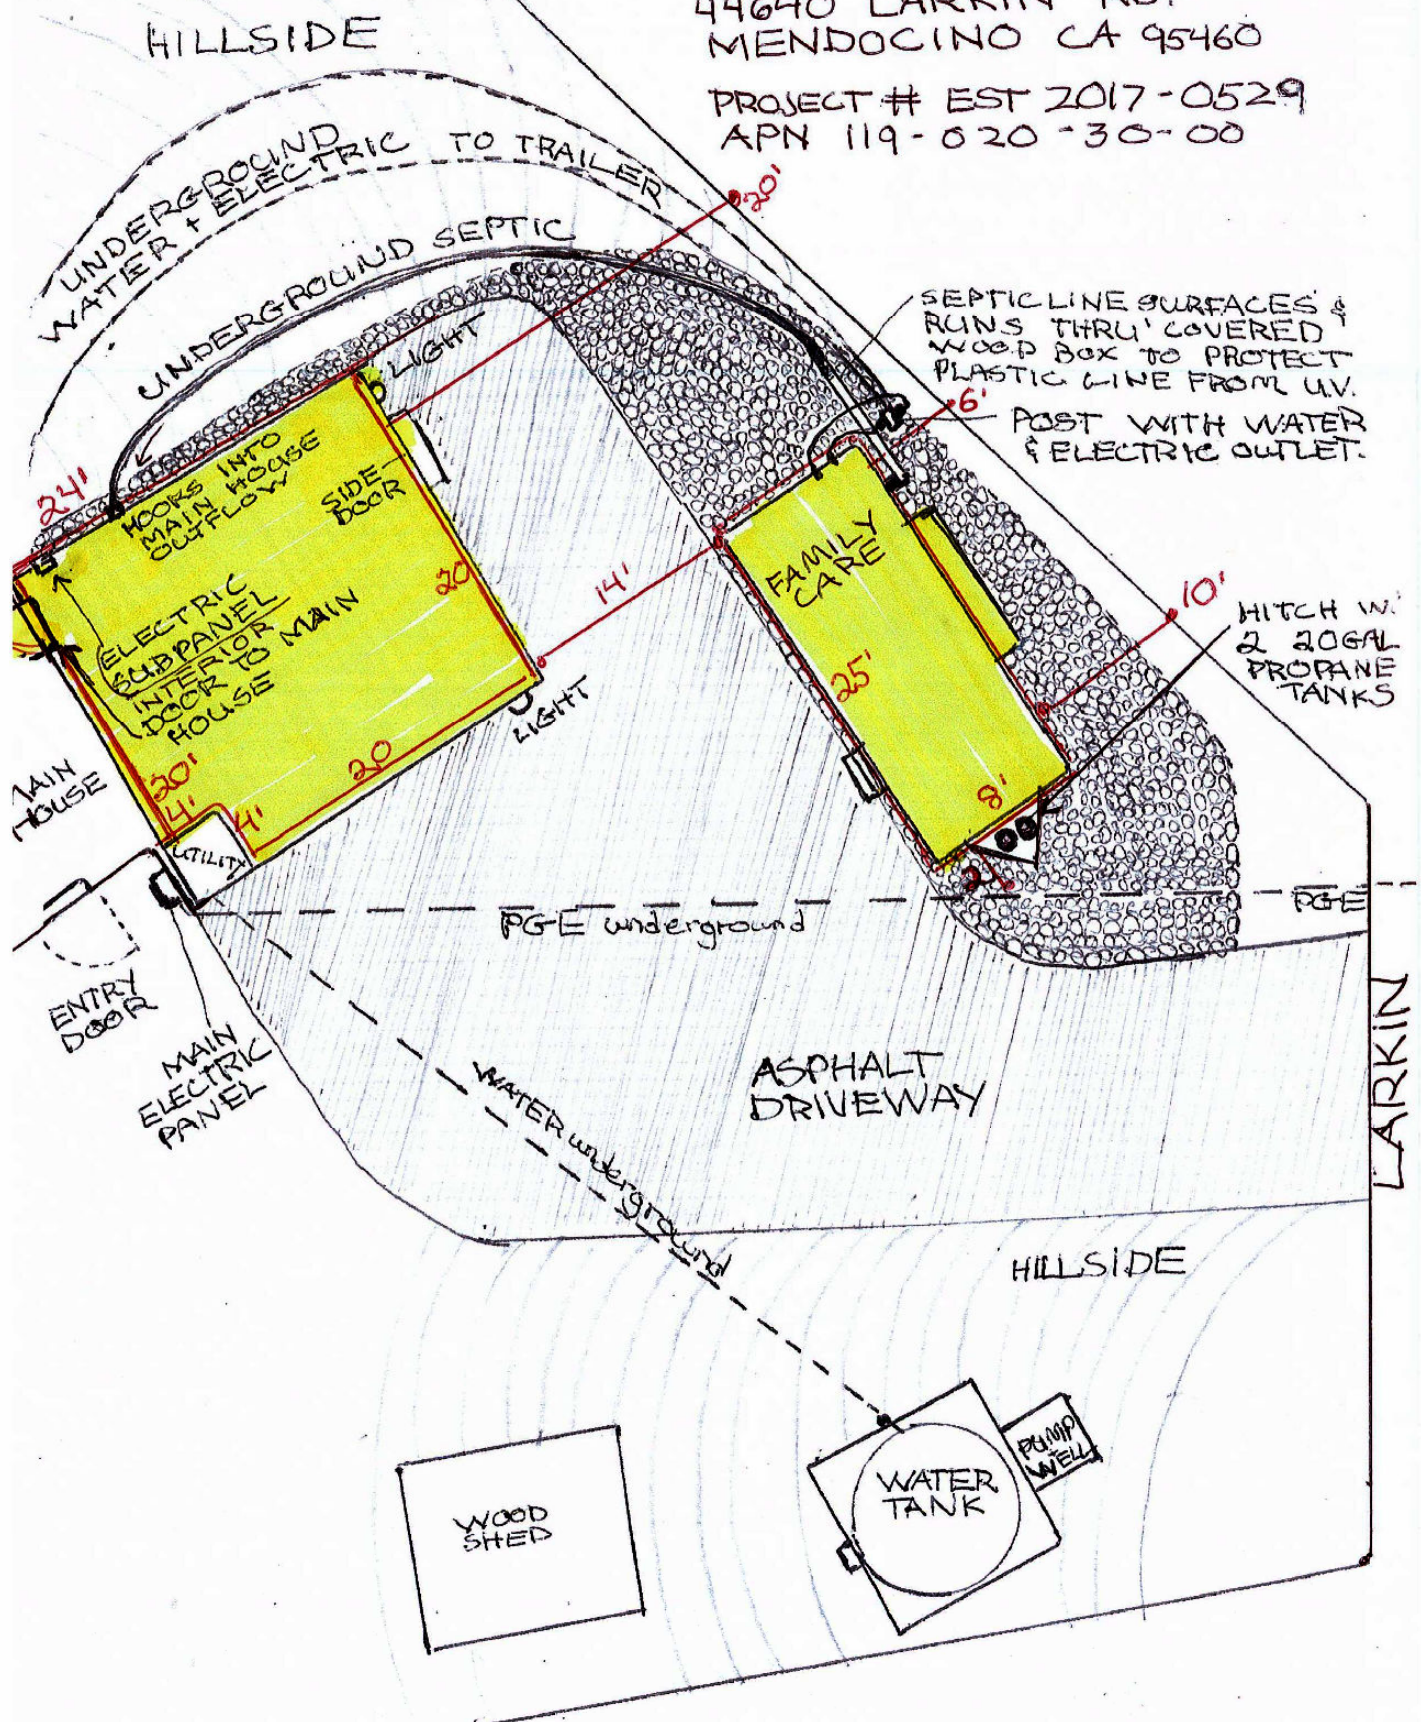 HILLSIDE
44640 LARKIN RD.
MENDOCINO CA 95460
PROJECT # EST 2017-0529
APN 119-020-30-00
UNDERGROUND
WATER + ELECTRIC TO TRAILER
UNDERGROUND SEPTIC
20'
LIGHT
SEPTIC LINE SURFACES &
RUNS THRU' COVERED
WOOD BOX TO PROTECT
PLASTIC LINE FROM U.V.
6'
POST WITH WATER
& ELECTRIC OUTLET.
24'
HOOKS INTO
MAIN HOUSE
OUTFLOW
SIDE
DOOR
FAMILY
CARE
20
14'
10'
HITCH W.
2 20GAL
PROPANE
TANKS
ELECTRIC
SUBPANEL
INTERIOR
DOOR TO MAIN
HOUSE
25'
LIGHT
20
20'
8'
MAIN
HOUSE
4'
4'
UTILITY
2'
PGE underground
PGE
ENTRY
DOOR
MAIN
ELECTRIC
PANEL
ASPHALT
DRIVEWAY
LARKIN
WATER underground
HILLSIDE
PUMP
+
WELL
WATER
TANK
WOOD
SHED